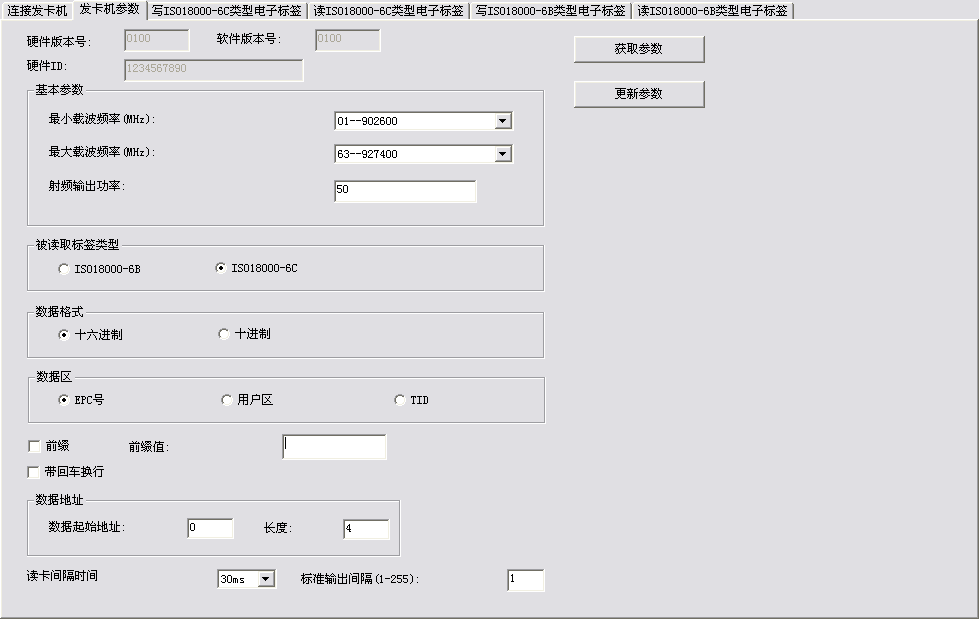 连接发卡机 发卡机参数 写ISO18000-6C类型电子标签 读ISO18000-6C类型电子标签 写ISO18000-6B类型电子标签 读ISO18000-6B类型电子标签
硬件版本号: 0100 软件版本号: 0100 获取参数
硬件ID: 1234567890
基本参数 更新参数
最小载波频率(MHz): 01--902600
最大载波频率(MHz): 63--927400
射频输出功率: 50
被读取标签类型
ISO18000-6B ISO18000-6C
数据格式
十六进制 十进制
数据区
EPC号 用户区 TID
前缀 前缀值:
带回车换行
数据地址
数据起始地址: 0 长度: 4
读卡间隔时间 30ms 标准输出间隔(1-255): 1